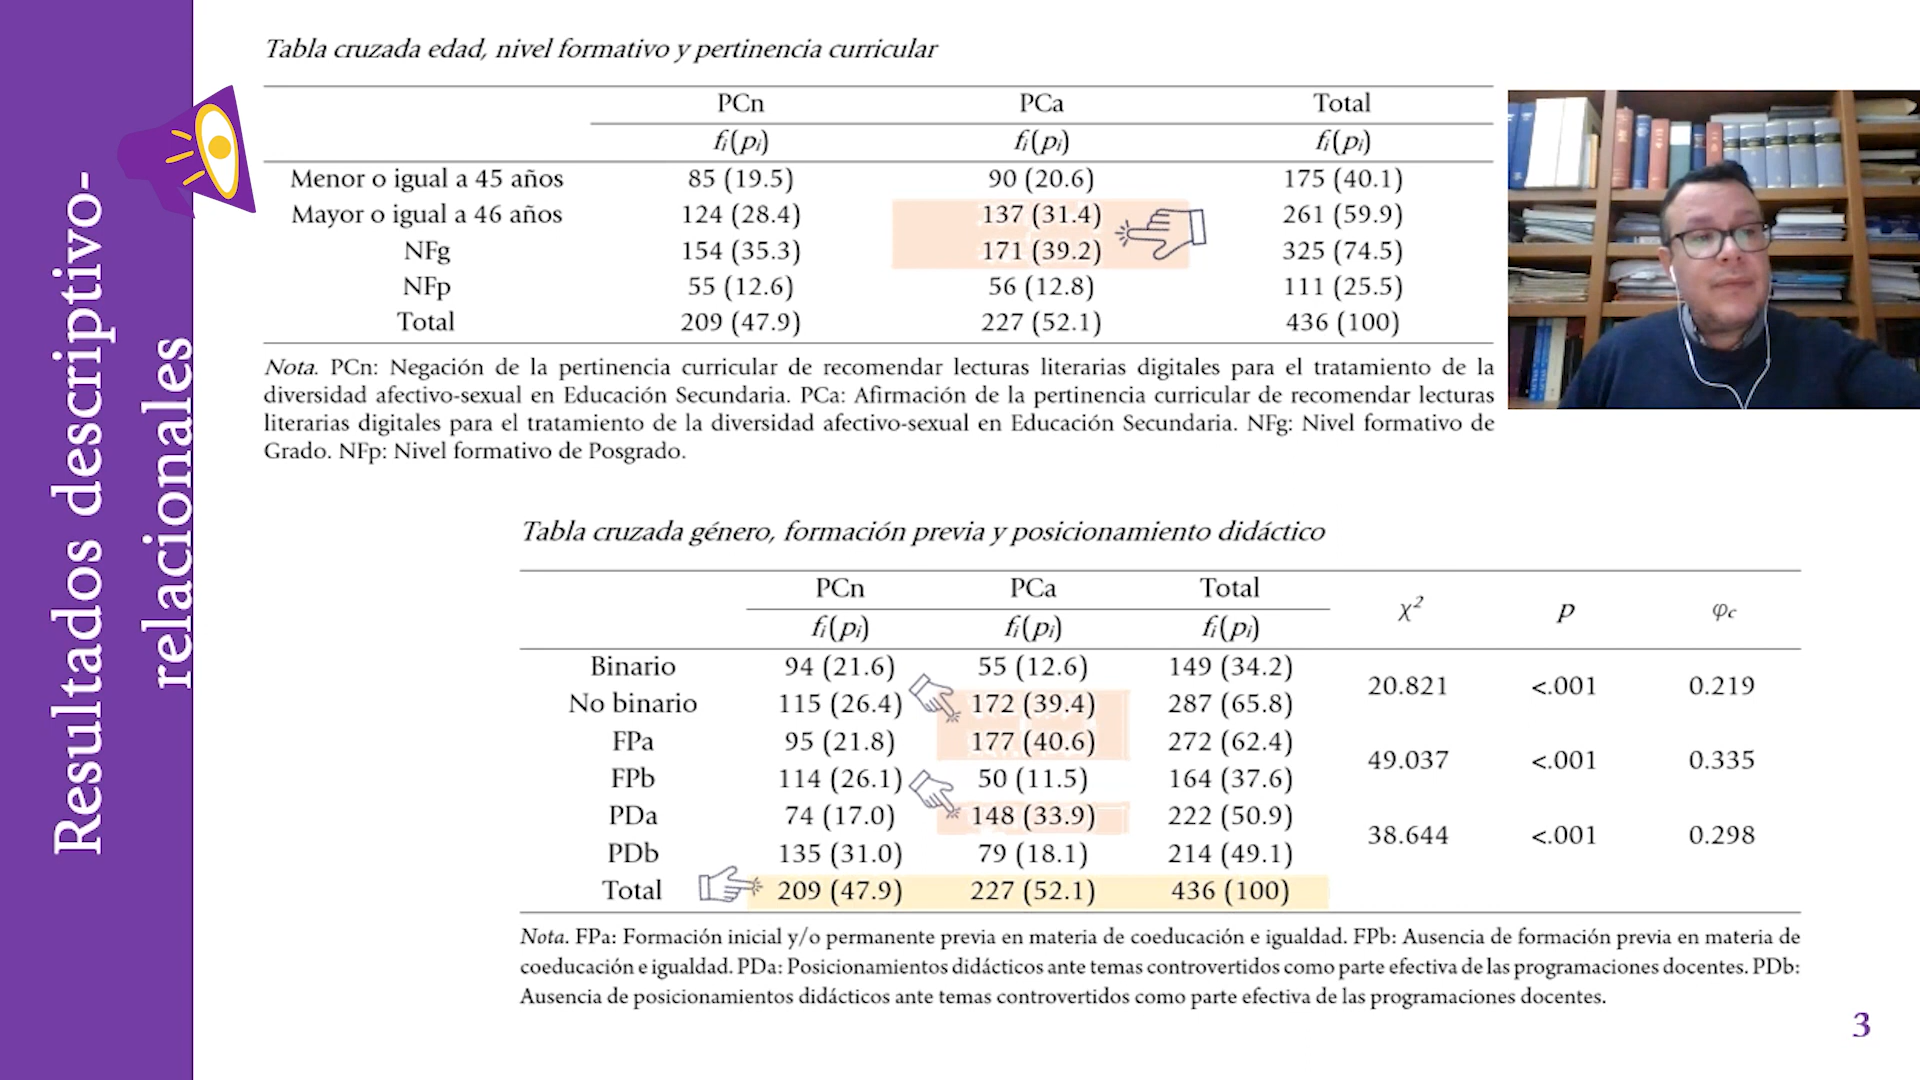 Resultados descriptivo-
relacionales
Tabla cruzada edad, nivel formativo y pertinencia curricular
PCn PCa Total
fi(pi) fi(pi) fi(pi)
Menor o igual a 45 años 85 (19.5) 90 (20.6) 175 (40.1)
Mayor o igual a 46 años 124 (28.4) 137 (31.4) 261 (59.9)
NFg 154 (35.3) 171 (39.2) 325 (74.5)
NFp 55 (12.6) 56 (12.8) 111 (25.5)
Total 209 (47.9) 227 (52.1) 436 (100)
Nota. PCn: Negación de la pertinencia curricular de recomendar lecturas literarias digitales para el tratamiento de la
diversidad afectivo-sexual en Educación Secundaria. PCa: Afirmación de la pertinencia curricular de recomendar lecturas
literarias digitales para el tratamiento de la diversidad afectivo-sexual en Educación Secundaria. NFg: Nivel formativo de
Grado. NFp: Nivel formativo de Posgrado.
Tabla cruzada género, formación previa y posicionamiento didáctico
PCn PCa Total χ² p φc
fi(pi) fi(pi) fi(pi)
Binario 94 (21.6) 55 (12.6) 149 (34.2)
20.821 <.001 0.219
No binario 115 (26.4) 172 (39.4) 287 (65.8)
FPa 95 (21.8) 177 (40.6) 272 (62.4)
49.037 <.001 0.335
FPb 114 (26.1) 50 (11.5) 164 (37.6)
PDa 74 (17.0) 148 (33.9) 222 (50.9)
38.644 <.001 0.298
PDb 135 (31.0) 79 (18.1) 214 (49.1)
Total 209 (47.9) 227 (52.1) 436 (100)
Nota. FPa: Formación inicial y/o permanente previa en materia de coeducación e igualdad. FPb: Ausencia de formación previa en materia de
coeducación e igualdad. PDa: Posicionamientos didácticos ante temas controvertidos como parte efectiva de las programaciones docentes. PDb:
Ausencia de posicionamientos didácticos ante temas controvertidos como parte efectiva de las programaciones docentes.
3